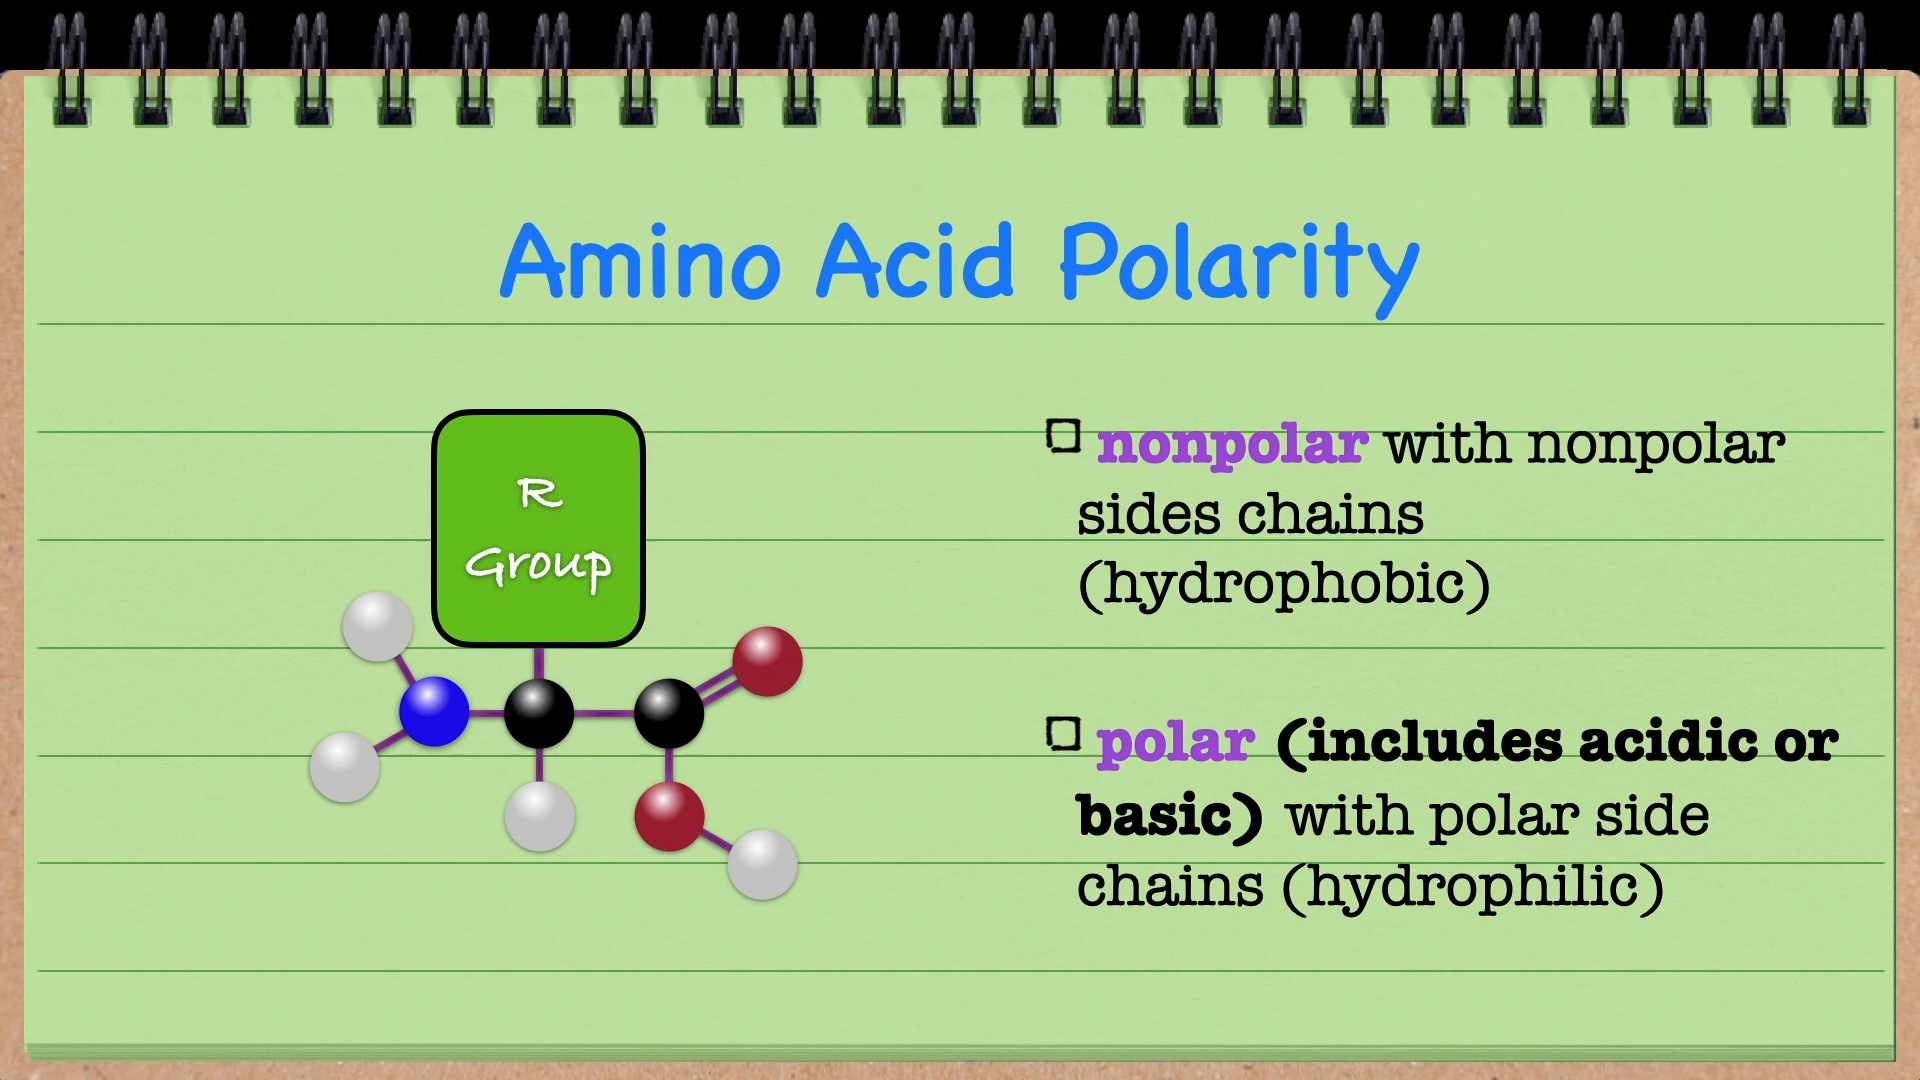 Amino Acid Polarity
R
Group
nonpolar with nonpolar
sides chains
(hydrophobic)
polar (includes acidic or
basic) with polar side
chains (hydrophilic)